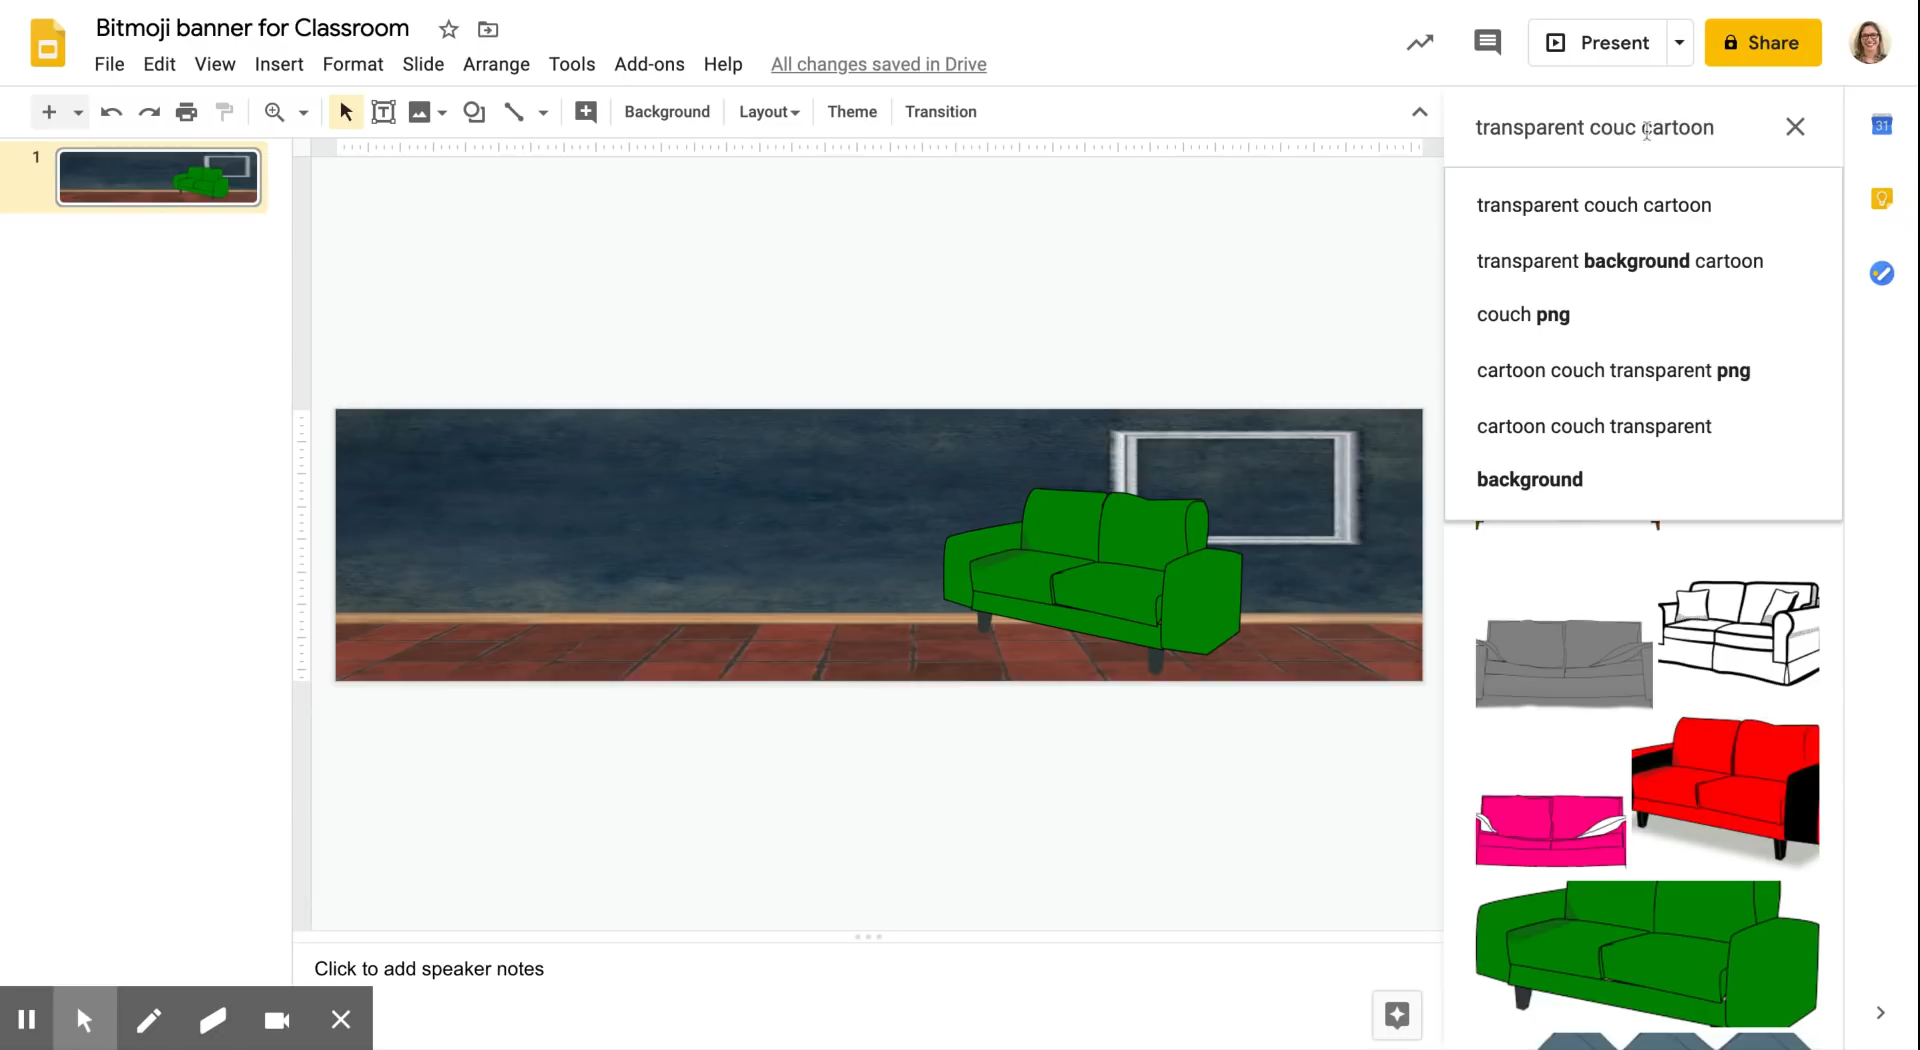 Bitmoji banner for Classroom
File Edit View Insert Format Slide Arrange Tools Add-ons Help All changes saved in Drive
Present
Share
Background Layout Theme Transition
transparent couc cartoon
31
1
transparent couch cartoon
transparent background cartoon
couch png
cartoon couch transparent png
cartoon couch transparent
background
Click to add speaker notes